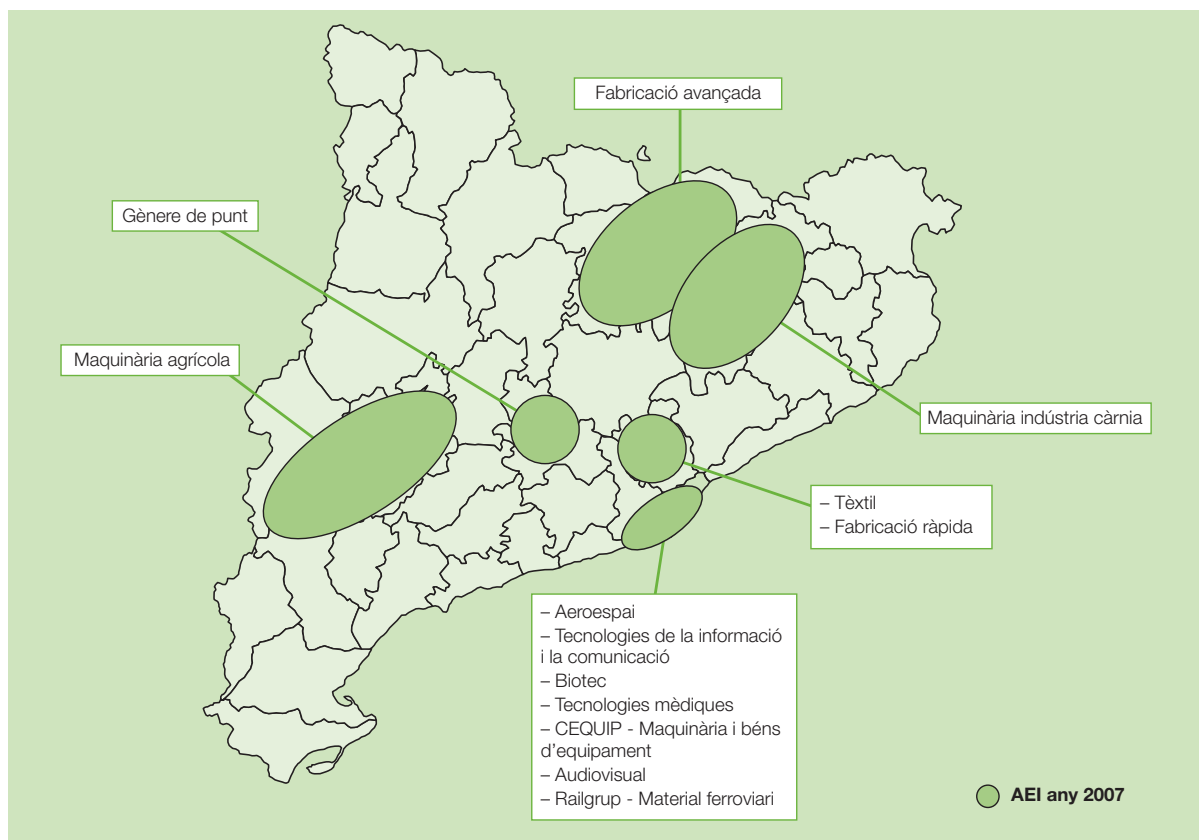 Fabricació avançada
Gènere de punt
Maquinària agrícola
Maquinària indústria càrnia
– Tèxtil
– Fabricació ràpida
– Aeroespai
– Tecnologies de la informació
i la comunicació
– Biotec
– Tecnologies mèdiques
– CEQUIP - Maquinària i béns
d'equipament
– Audiovisual
– Railgrup - Material ferroviari
AEI any 2007